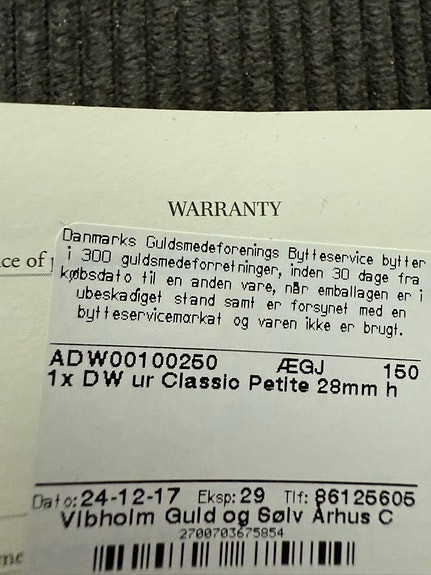 WARRANTY
ce of
Danmarks Guldsmedeforenings Bytteservice bytter
i 300 guldsmedeforretninger, inden 30 dage fra
købsdato til en anden vare, når emballagen er i
ubeskadiget stand samt er forsynet med en
bytteservicemarkat og varen ikke er brugt.
ADW00100250 ÆGJ 150
1x DW ur Classic Petite 28mm h
Dato: 24-12-17 Eksp: 29 Tlf: 86125605
Vibholm Guld og Sølv Århus C
2700703675854